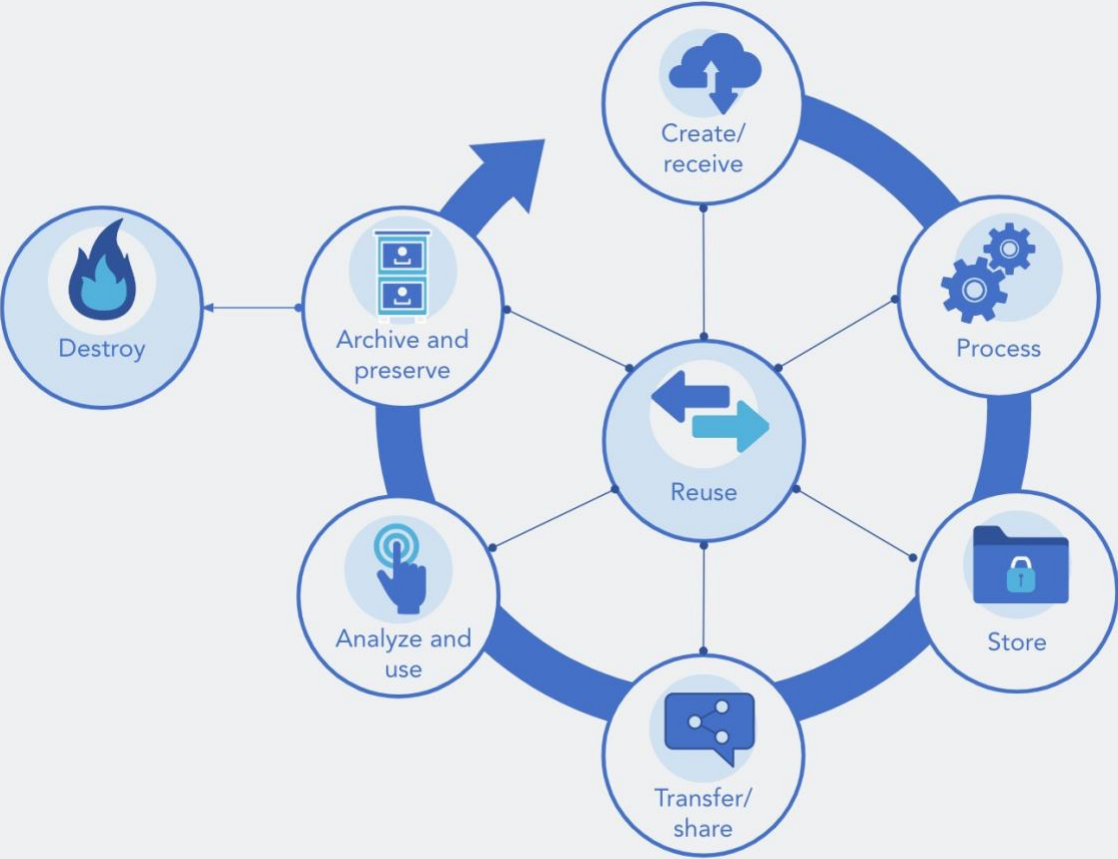 Create/
receive
Process
Store
Transfer/
share
Analyze and
use
Archive and
preserve
Destroy
Reuse